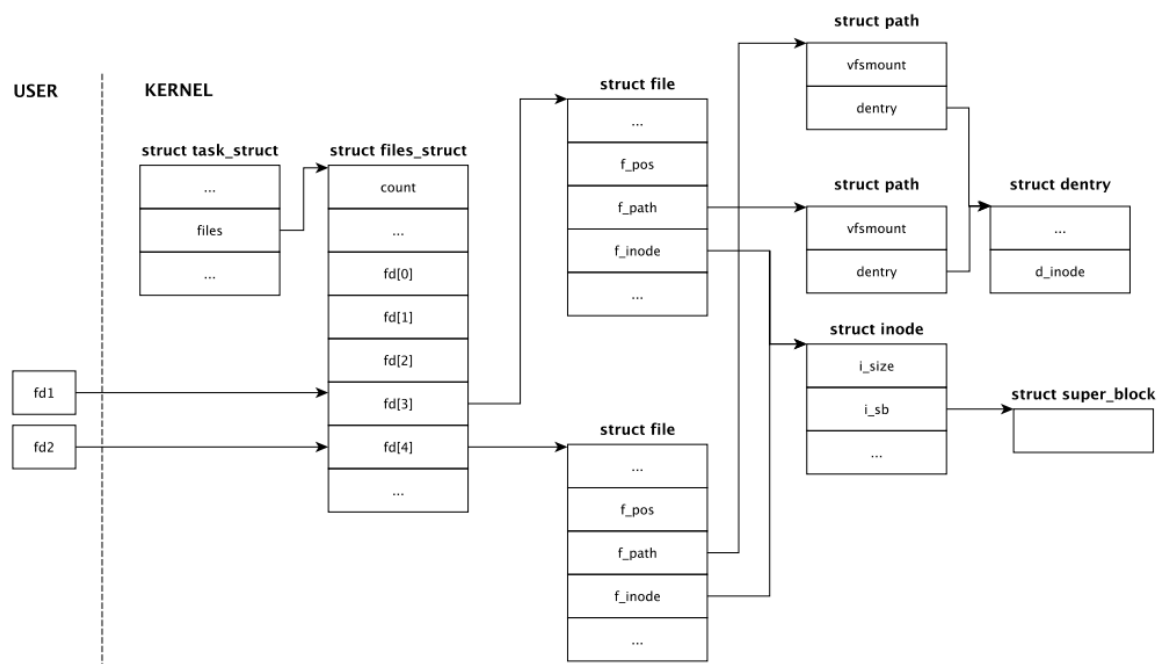 USER
KERNEL
struct task_struct
...
files
...
struct files_struct
count
...
fd[0]
fd[1]
fd[2]
fd[3]
fd[4]
...
fd1
fd2
struct file
...
f_pos
f_path
f_inode
...
struct file
...
f_pos
f_path
f_inode
...
struct path
vfsmount
dentry
struct path
vfsmount
dentry
struct dentry
...
d_inode
struct inode
i_size
i_sb
...
struct super_block